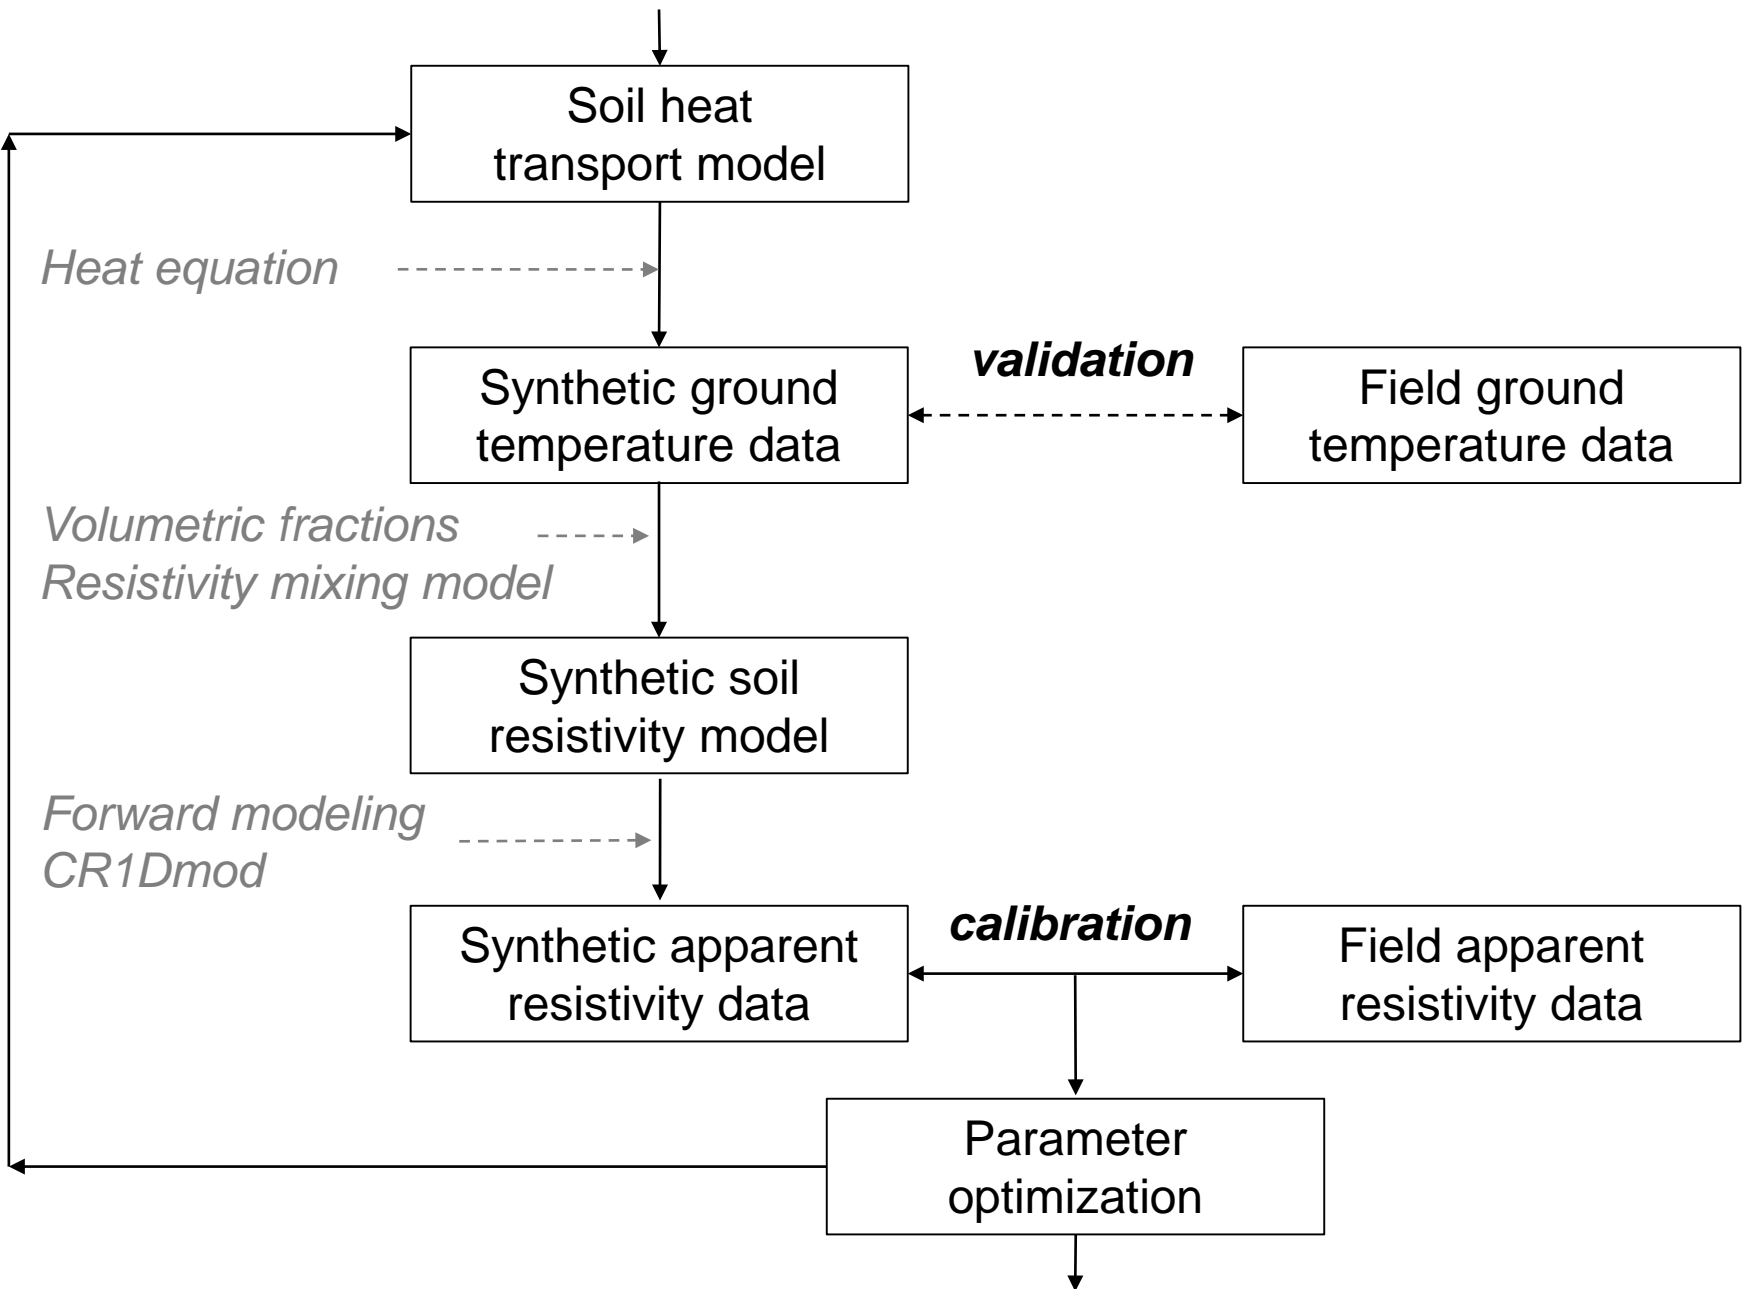 Soil heat
transport model
Heat equation
validation
Synthetic ground
temperature data
Field ground
temperature data
Volumetric fractions
Resistivity mixing model
Synthetic soil
resistivity model
Forward modeling
CR1Dmod
calibration
Synthetic apparent
resistivity data
Field apparent
resistivity data
Parameter
optimization